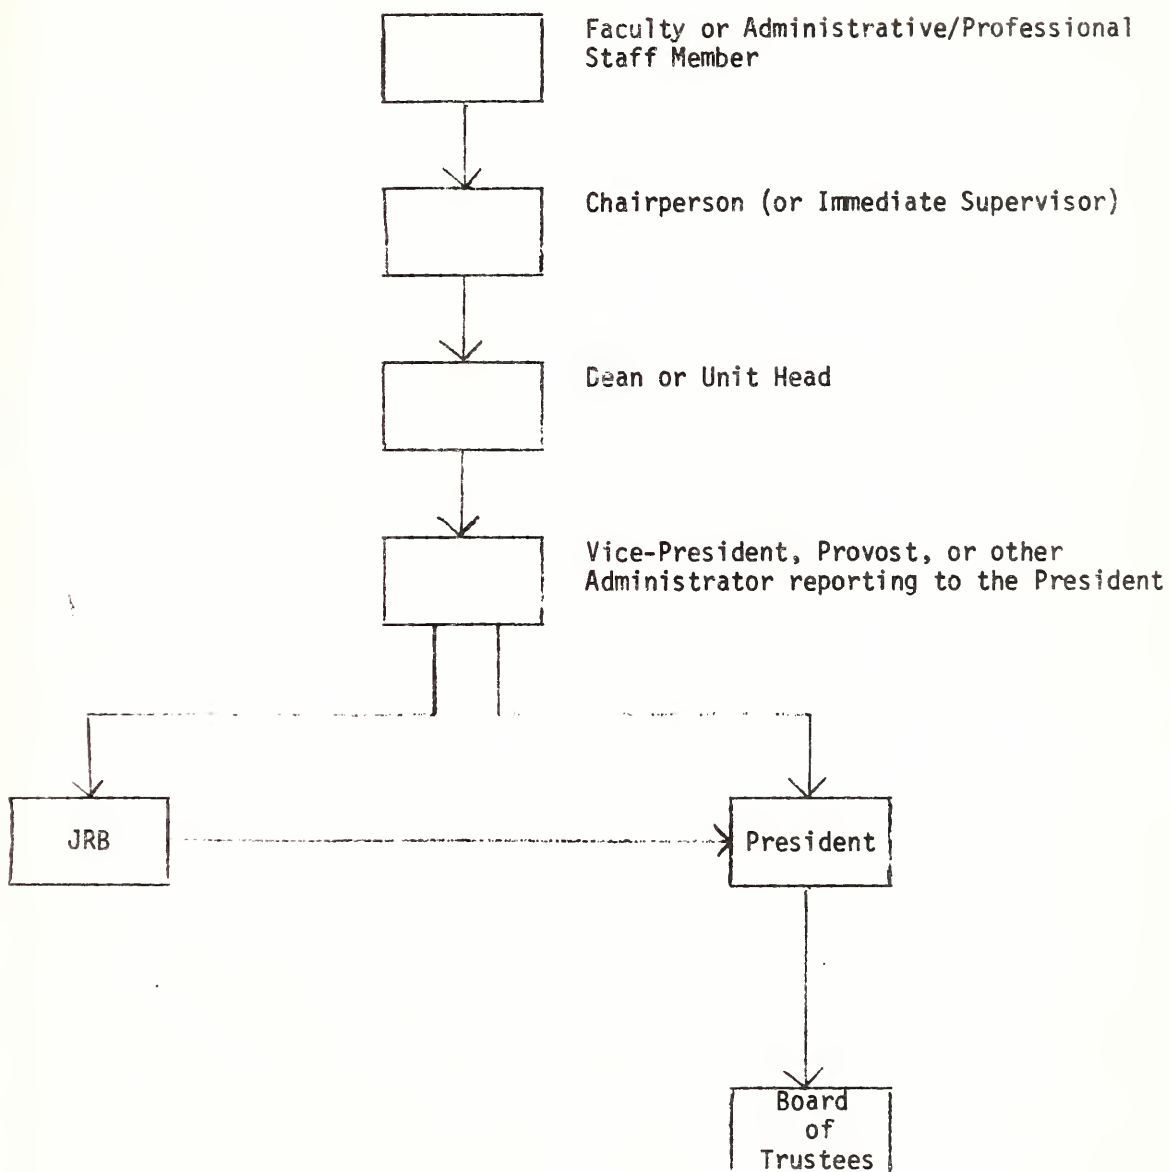 Faculty or Administrative/Professional
Staff Member
Chairperson (or Immediate Supervisor)
Dean or Unit Head
Vice-President, Provost, or other
Administrator reporting to the President
JRB
President
Board
of
Trustees